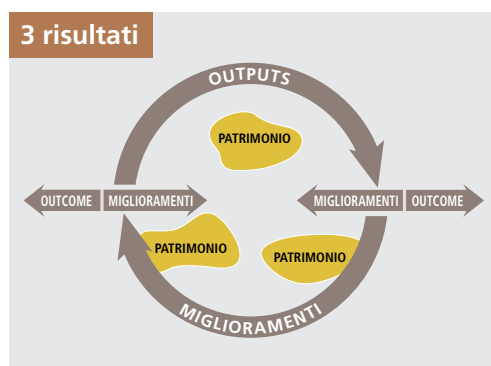 3 risultati
OUTPUTS
PATRIMONIO
OUTCOME MIGLIORAMENTI
MIGLIORAMENTI OUTCOME
PATRIMONIO
PATRIMONIO
MIGLIORAMENTI